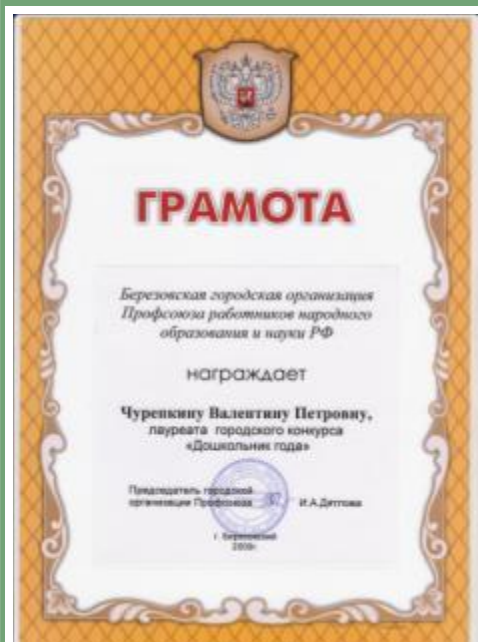 ГРАМОТА
Березовская городская организация
Профсоюза работников народного
образования и науки РФ
награждает
Чурепкину Валентину Петровну,
лауреата городского конкурса
«Дошкольник года»
Председатель городской
организации Профсоюза И.А.Дятлова
г. Березовский